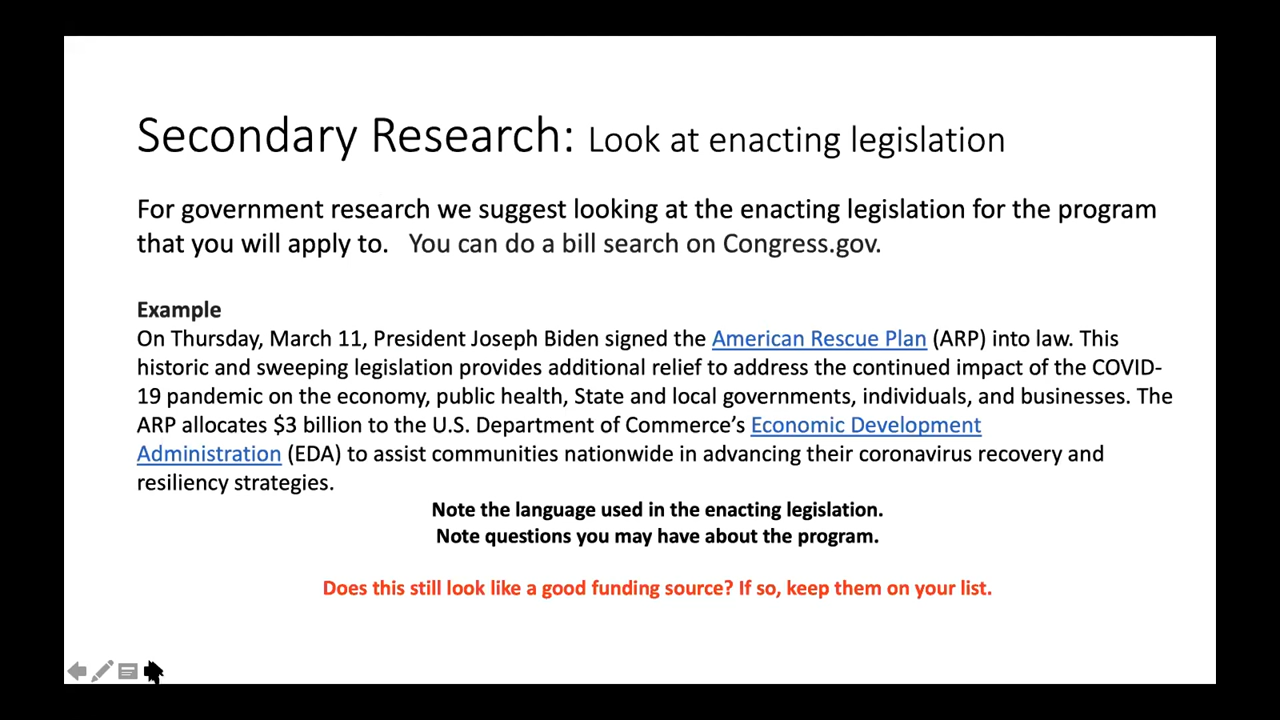 Secondary Research: Look at enacting legislation
For government research we suggest looking at the enacting legislation for the program
that you will apply to. You can do a bill search on Congress.gov.
Example
On Thursday, March 11, President Joseph Biden signed the American Rescue Plan (ARP) into law. This
historic and sweeping legislation provides additional relief to address the continued impact of the COVID-
19 pandemic on the economy, public health, State and local governments, individuals, and businesses. The
ARP allocates $3 billion to the U.S. Department of Commerce’s Economic Development
Administration (EDA) to assist communities nationwide in advancing their coronavirus recovery and
resiliency strategies.
Note the language used in the enacting legislation.
Note questions you may have about the program.
Does this still look like a good funding source? If so, keep them on your list.